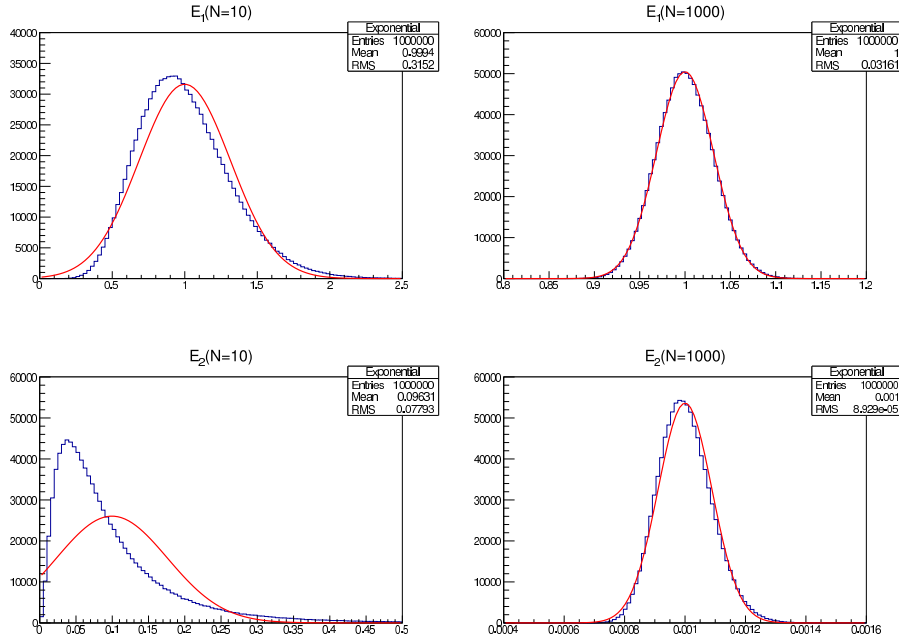 E1(N=10)
Exponential
Entries 1000000
Mean 0.9994
RMS 0.3152
40000
35000
30000
25000
20000
15000
10000
5000
0
0 0.5 1 1.5 2 2.5
E1(N=1000)
Exponential
Entries 1000000
Mean 1
RMS 0.03161
60000
50000
40000
30000
20000
10000
0
0.8 0.85 0.9 0.95 1 1.05 1.1 1.15 1.2
E2(N=10)
Exponential
Entries 1000000
Mean 0.09631
RMS 0.07793
60000
50000
40000
30000
20000
10000
0
0 0.05 0.1 0.15 0.2 0.25 0.3 0.35 0.4 0.45 0.5
E2(N=1000)
Exponential
Entries 1000000
Mean 0.001
RMS 8.929e-05
60000
50000
40000
30000
20000
10000
0
0.0004 0.0006 0.0008 0.001 0.0012 0.0014 0.0016